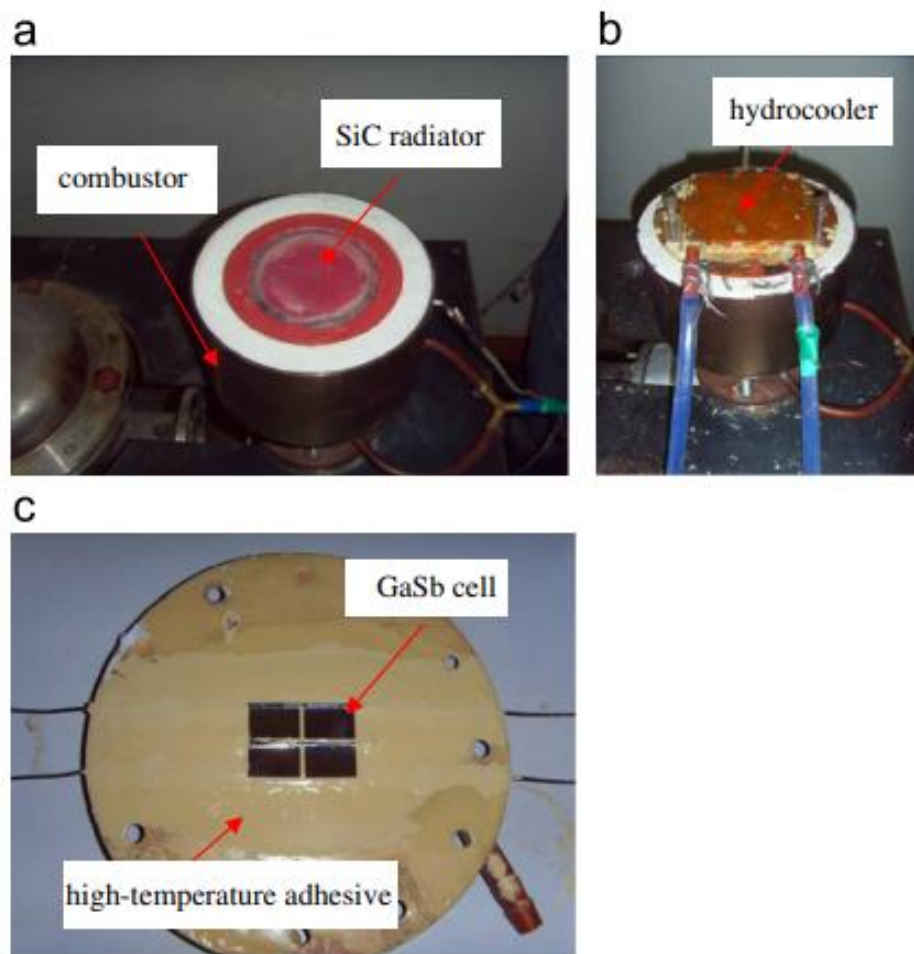 a
b
SiC radiator
combustor
hydrocooler
c
GaSb cell
high-temperature adhesive